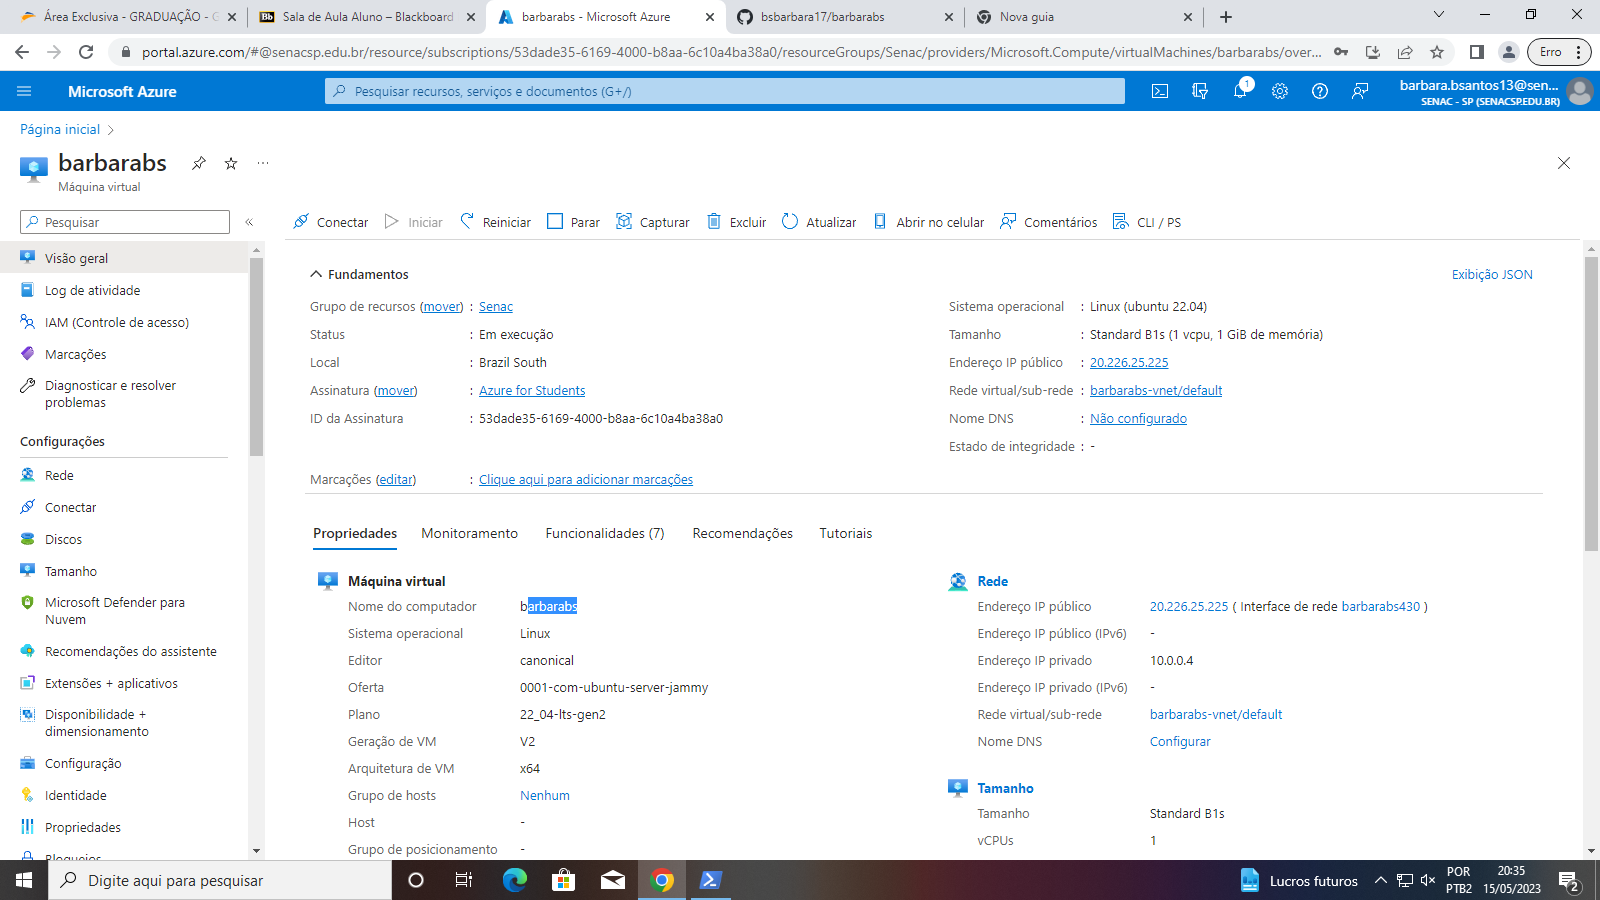 Área Exclusiva - GRADUAÇÃO - G
Sala de Aula Aluno – Blackboard
barbarabs - Microsoft Azure
bsbarbara17/barbarabs
Nova guia
portal.azure.com/#@senacsp.edu.br/resource/subscriptions/53dade35-6169-4000-b8aa-6c10a4ba38a0/resourceGroups/Senac/providers/Microsoft.Compute/virtualMachines/barbarabs/over...
Erro
Microsoft Azure
Pesquisar recursos, serviços e documentos (G+/)
1
barbara.bsantos13@sen...
SENAC - SP (SENACSP.EDU.BR)
Página inicial
barbarabs
Máquina virtual
Pesquisar
Conectar
Iniciar
Reiniciar
Parar
Capturar
Excluir
Atualizar
Abrir no celular
Comentários
CLI / PS
Visão geral
Log de atividade
IAM (Controle de acesso)
Marcações
Diagnosticar e resolver
problemas
Configurações
Rede
Conectar
Discos
Tamanho
Microsoft Defender para
Nuvem
Recomendações do assistente
Extensões + aplicativos
Disponibilidade +
dimensionamento
Configuração
Identidade
Propriedades
Bloqueios
Fundamentos
Exibição JSON
Grupo de recursos (mover) : Senac
Status : Em execução
Local : Brazil South
Assinatura (mover) : Azure for Students
ID da Assinatura : 53dade35-6169-4000-b8aa-6c10a4ba38a0
Sistema operacional : Linux (ubuntu 22.04)
Tamanho : Standard B1s (1 vcpu, 1 GiB de memória)
Endereço IP público : 20.226.25.225
Rede virtual/sub-rede : barbarabs-vnet/default
Nome DNS : Não configurado
Estado de integridade : -
Marcações (editar) : Clique aqui para adicionar marcações
Propriedades
Monitoramento
Funcionalidades (7)
Recomendações
Tutoriais
Máquina virtual
Nome do computador barbarabs
Sistema operacional Linux
Editor canonical
Oferta 0001-com-ubuntu-server-jammy
Plano 22_04-lts-gen2
Geração de VM V2
Arquitetura de VM x64
Grupo de hosts Nenhum
Host -
Grupo de posicionamento -
Rede
Endereço IP público 20.226.25.225 ( Interface de rede barbarabs430 )
Endereço IP público (IPv6) -
Endereço IP privado 10.0.0.4
Endereço IP privado (IPv6) -
Rede virtual/sub-rede barbarabs-vnet/default
Nome DNS Configurar
Tamanho
Tamanho Standard B1s
vCPUs 1
Digite aqui para pesquisar
Lucros futuros
POR
PTB2
20:35
15/05/2023
2